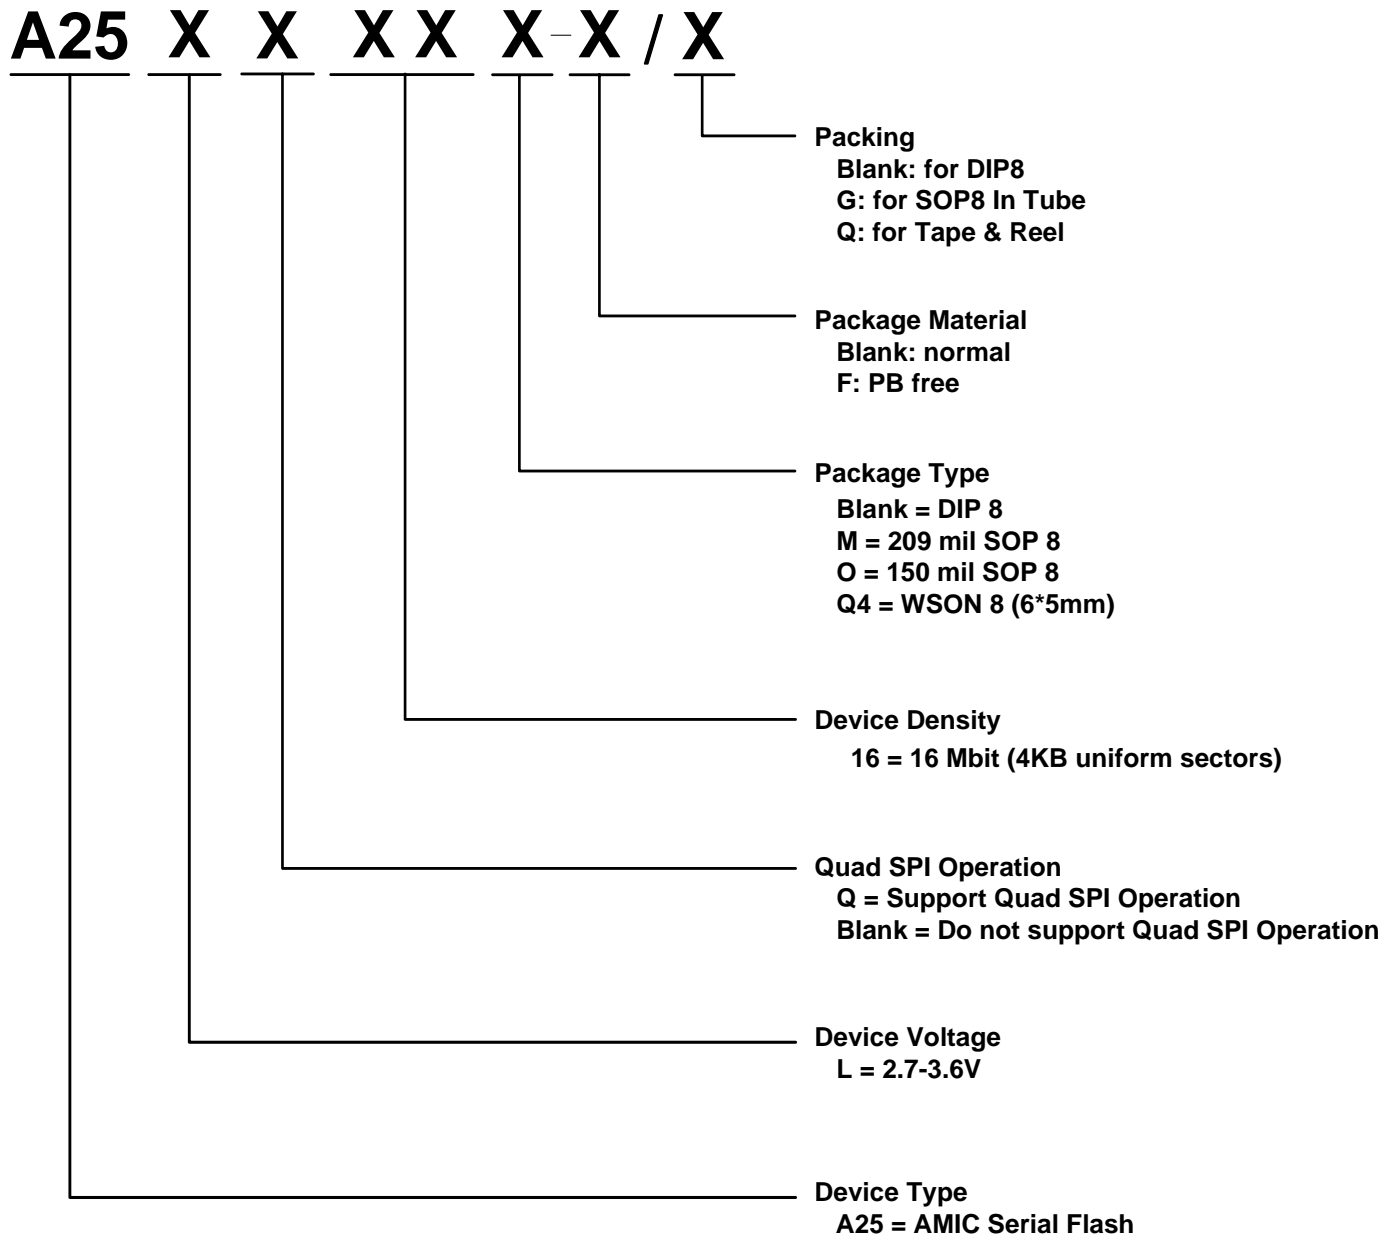 A25 X X X X X - X / X
Packing
Blank: for DIP8
G: for SOP8 In Tube
Q: for Tape & Reel
Package Material
Blank: normal
F: PB free
Package Type
Blank = DIP 8
M = 209 mil SOP 8
O = 150 mil SOP 8
Q4 = WSON 8 (6*5mm)
Device Density
16 = 16 Mbit (4KB uniform sectors)
Quad SPI Operation
Q = Support Quad SPI Operation
Blank = Do not support Quad SPI Operation
Device Voltage
L = 2.7-3.6V
Device Type
A25 = AMIC Serial Flash